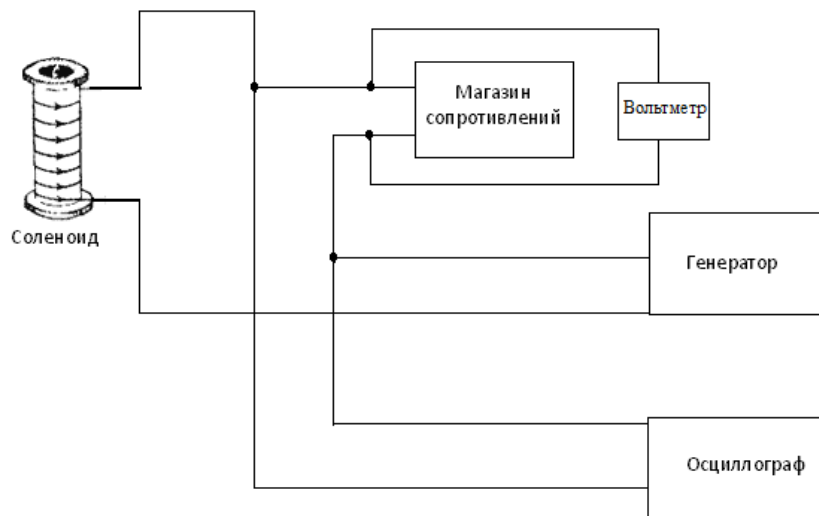 Магазин
сопротивлений
Вольтметр
Соленоид
Генератор
Осциллограф